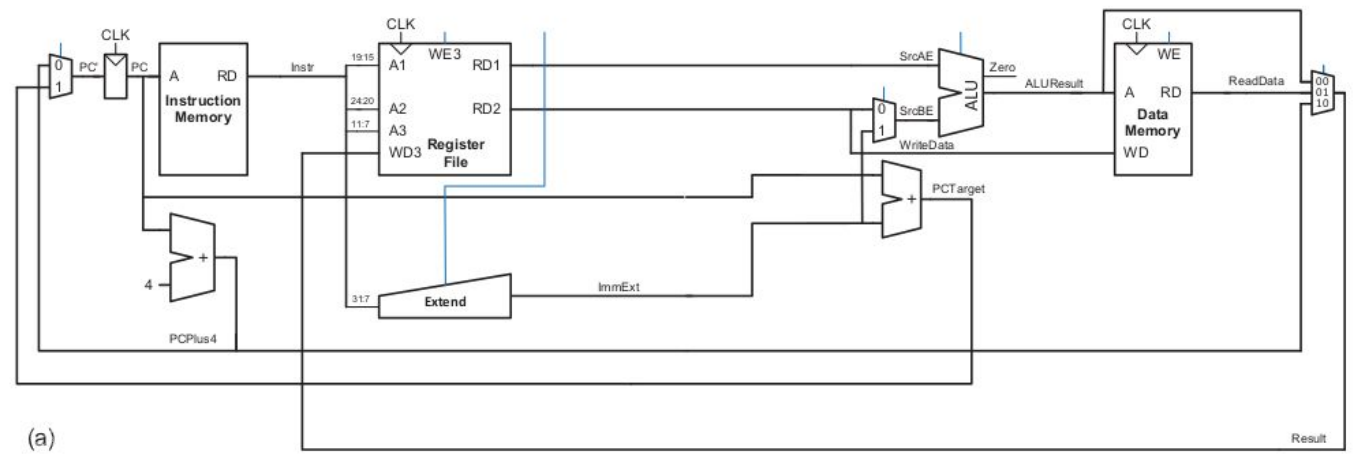 CLK
CLK
CLK
PC'
PC
0
1
A RD
Instruction
Memory
Instr
19:15
24:20
11:7
31:7
A1
A2
A3
WD3
WE3
RD1
RD2
Register
File
SrcAE
0
1
SrcBE
ALU
Zero
ALUResult
WriteData
WE
A RD
Data
Memory
WD
ReadData
00
01
10
+
PCTarget
4
+
PCPlus4
Extend
ImmExt
Result
(a)